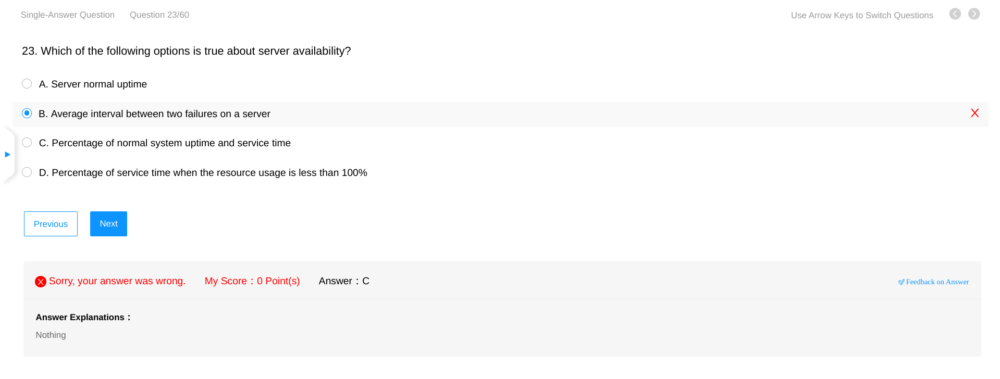 Single-Answer Question Question 23/60 Use Arrow Keys to Switch Questions
23. Which of the following options is true about server availability?
A. Server normal uptime
B. Average interval between two failures on a server
C. Percentage of normal system uptime and service time
D. Percentage of service time when the resource usage is less than 100%
Previous Next
Sorry, your answer was wrong. My Score：0 Point(s) Answer：C Feedback on Answer
Answer Explanations：
Nothing